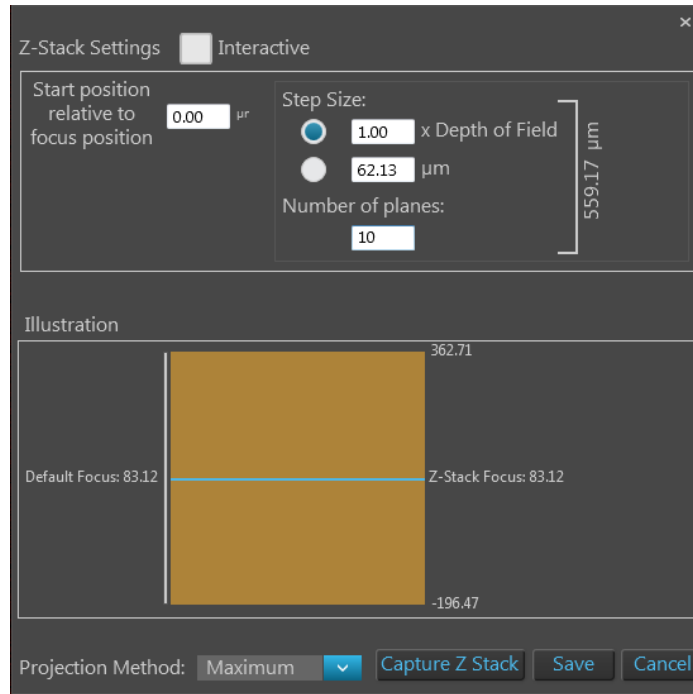 ×
Z-Stack Settings Interactive
Start position
relative to
focus position
0.00 µr
Step Size:
1.00 x Depth of Field
62.13 µm
Number of planes:
10
559.17 µm
Illustration
362.71
Default Focus: 83.12
Z-Stack Focus: 83.12
-196.47
Projection Method: Maximum
Capture Z Stack
Save
Cancel